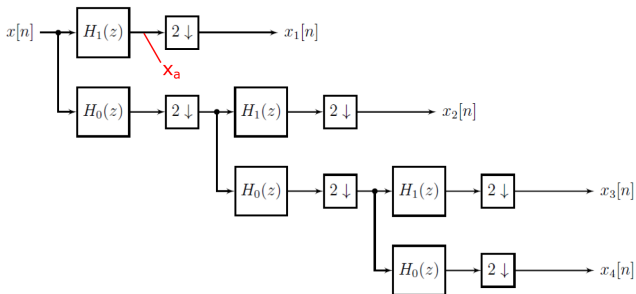 x[n] H₁(z) 2 ↓ x₁[n]
xₐ
H₀(z) 2 ↓ H₁(z) 2 ↓ x₂[n]
H₀(z) 2 ↓ H₁(z) 2 ↓ x₃[n]
H₀(z) 2 ↓ x₄[n]